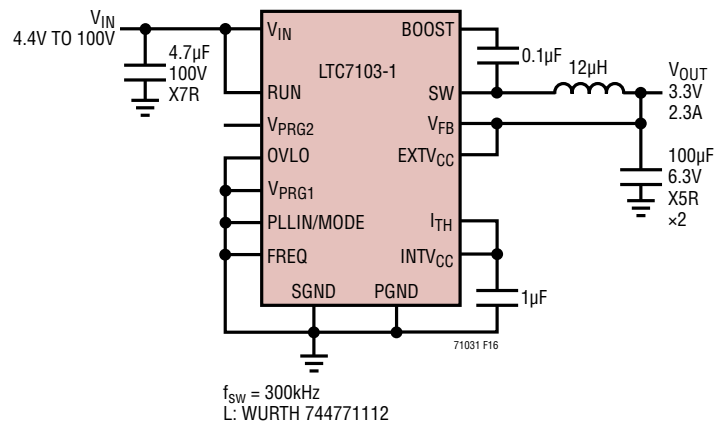 V_IN
4.4V TO 100V
4.7µF
100V
X7R
V_IN
RUN
V_PRG2
OVLO
V_PRG1
PLLIN/MODE
FREQ
LTC7103-1
SGND
PGND
BOOST
SW
V_FB
EXTV_CC
I_TH
INTV_CC
0.1µF
12µH
V_OUT
3.3V
2.3A
100µF
6.3V
X5R
×2
1µF
71031 F16
f_SW = 300kHz
L: WURTH 744771112